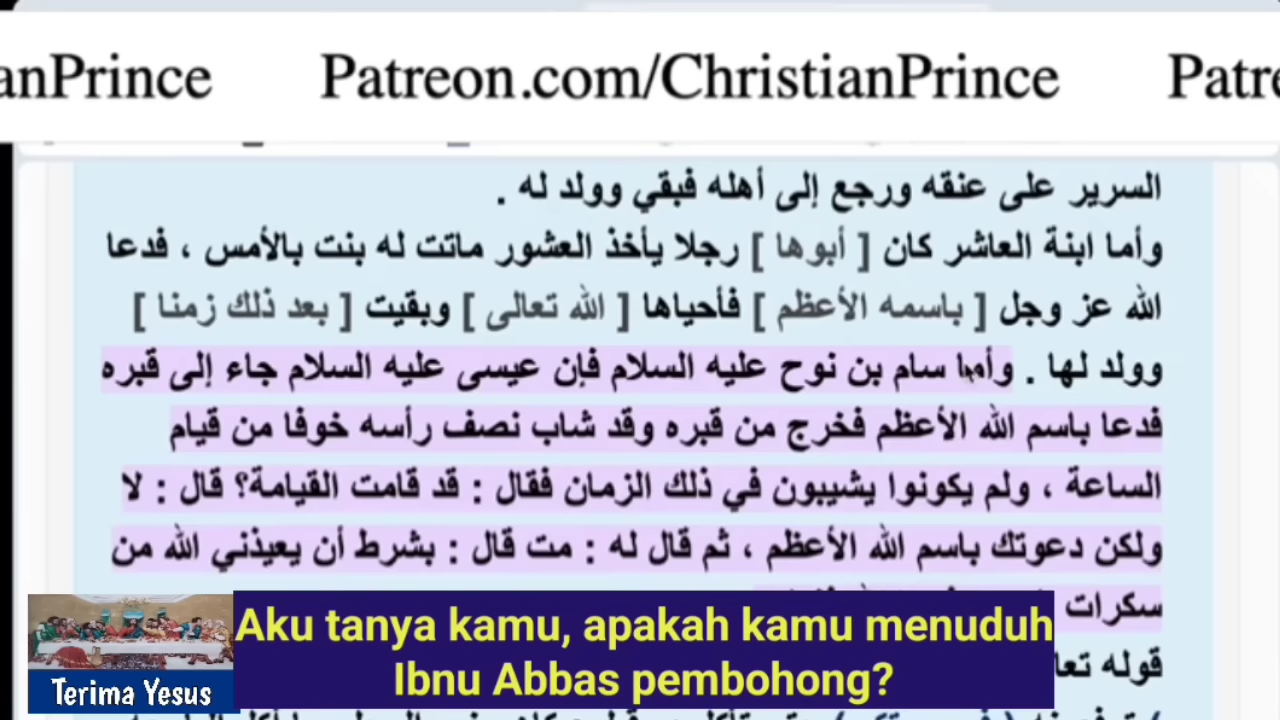 anPrince Patreon.com/ChristianPrince Patre
السرير على عنقه ورجع إلى أهله فبقي وولد له .
وأما ابنة العاشر كان [ أبوها ] رجلا يأخذ العشور ماتت له بنت بالأمس ، فدعا
الله عز وجل [ باسمه الأعظم ] فأحياها [ الله تعالى ] وبقيت [ بعد ذلك زمنا ]
وولد لها . وأما سام بن نوح عليه السلام فإن عيسى عليه السلام جاء إلى قبره
فدعا باسم الله الأعظم فخرج من قبره وقد شاب نصف رأسه خوفا من قيام
الساعة ، ولم يكونوا يشيبون في ذلك الزمان فقال : قد قامت القيامة؟ قال : لا
ولكن دعوتك باسم الله الأعظم ، ثم قال له : مت قال : بشرط أن يعيذني الله من
سكرات
قوله
Aku tanya kamu, apakah kamu menuduh
Ibnu Abbas pembohong?
Terima Yesus